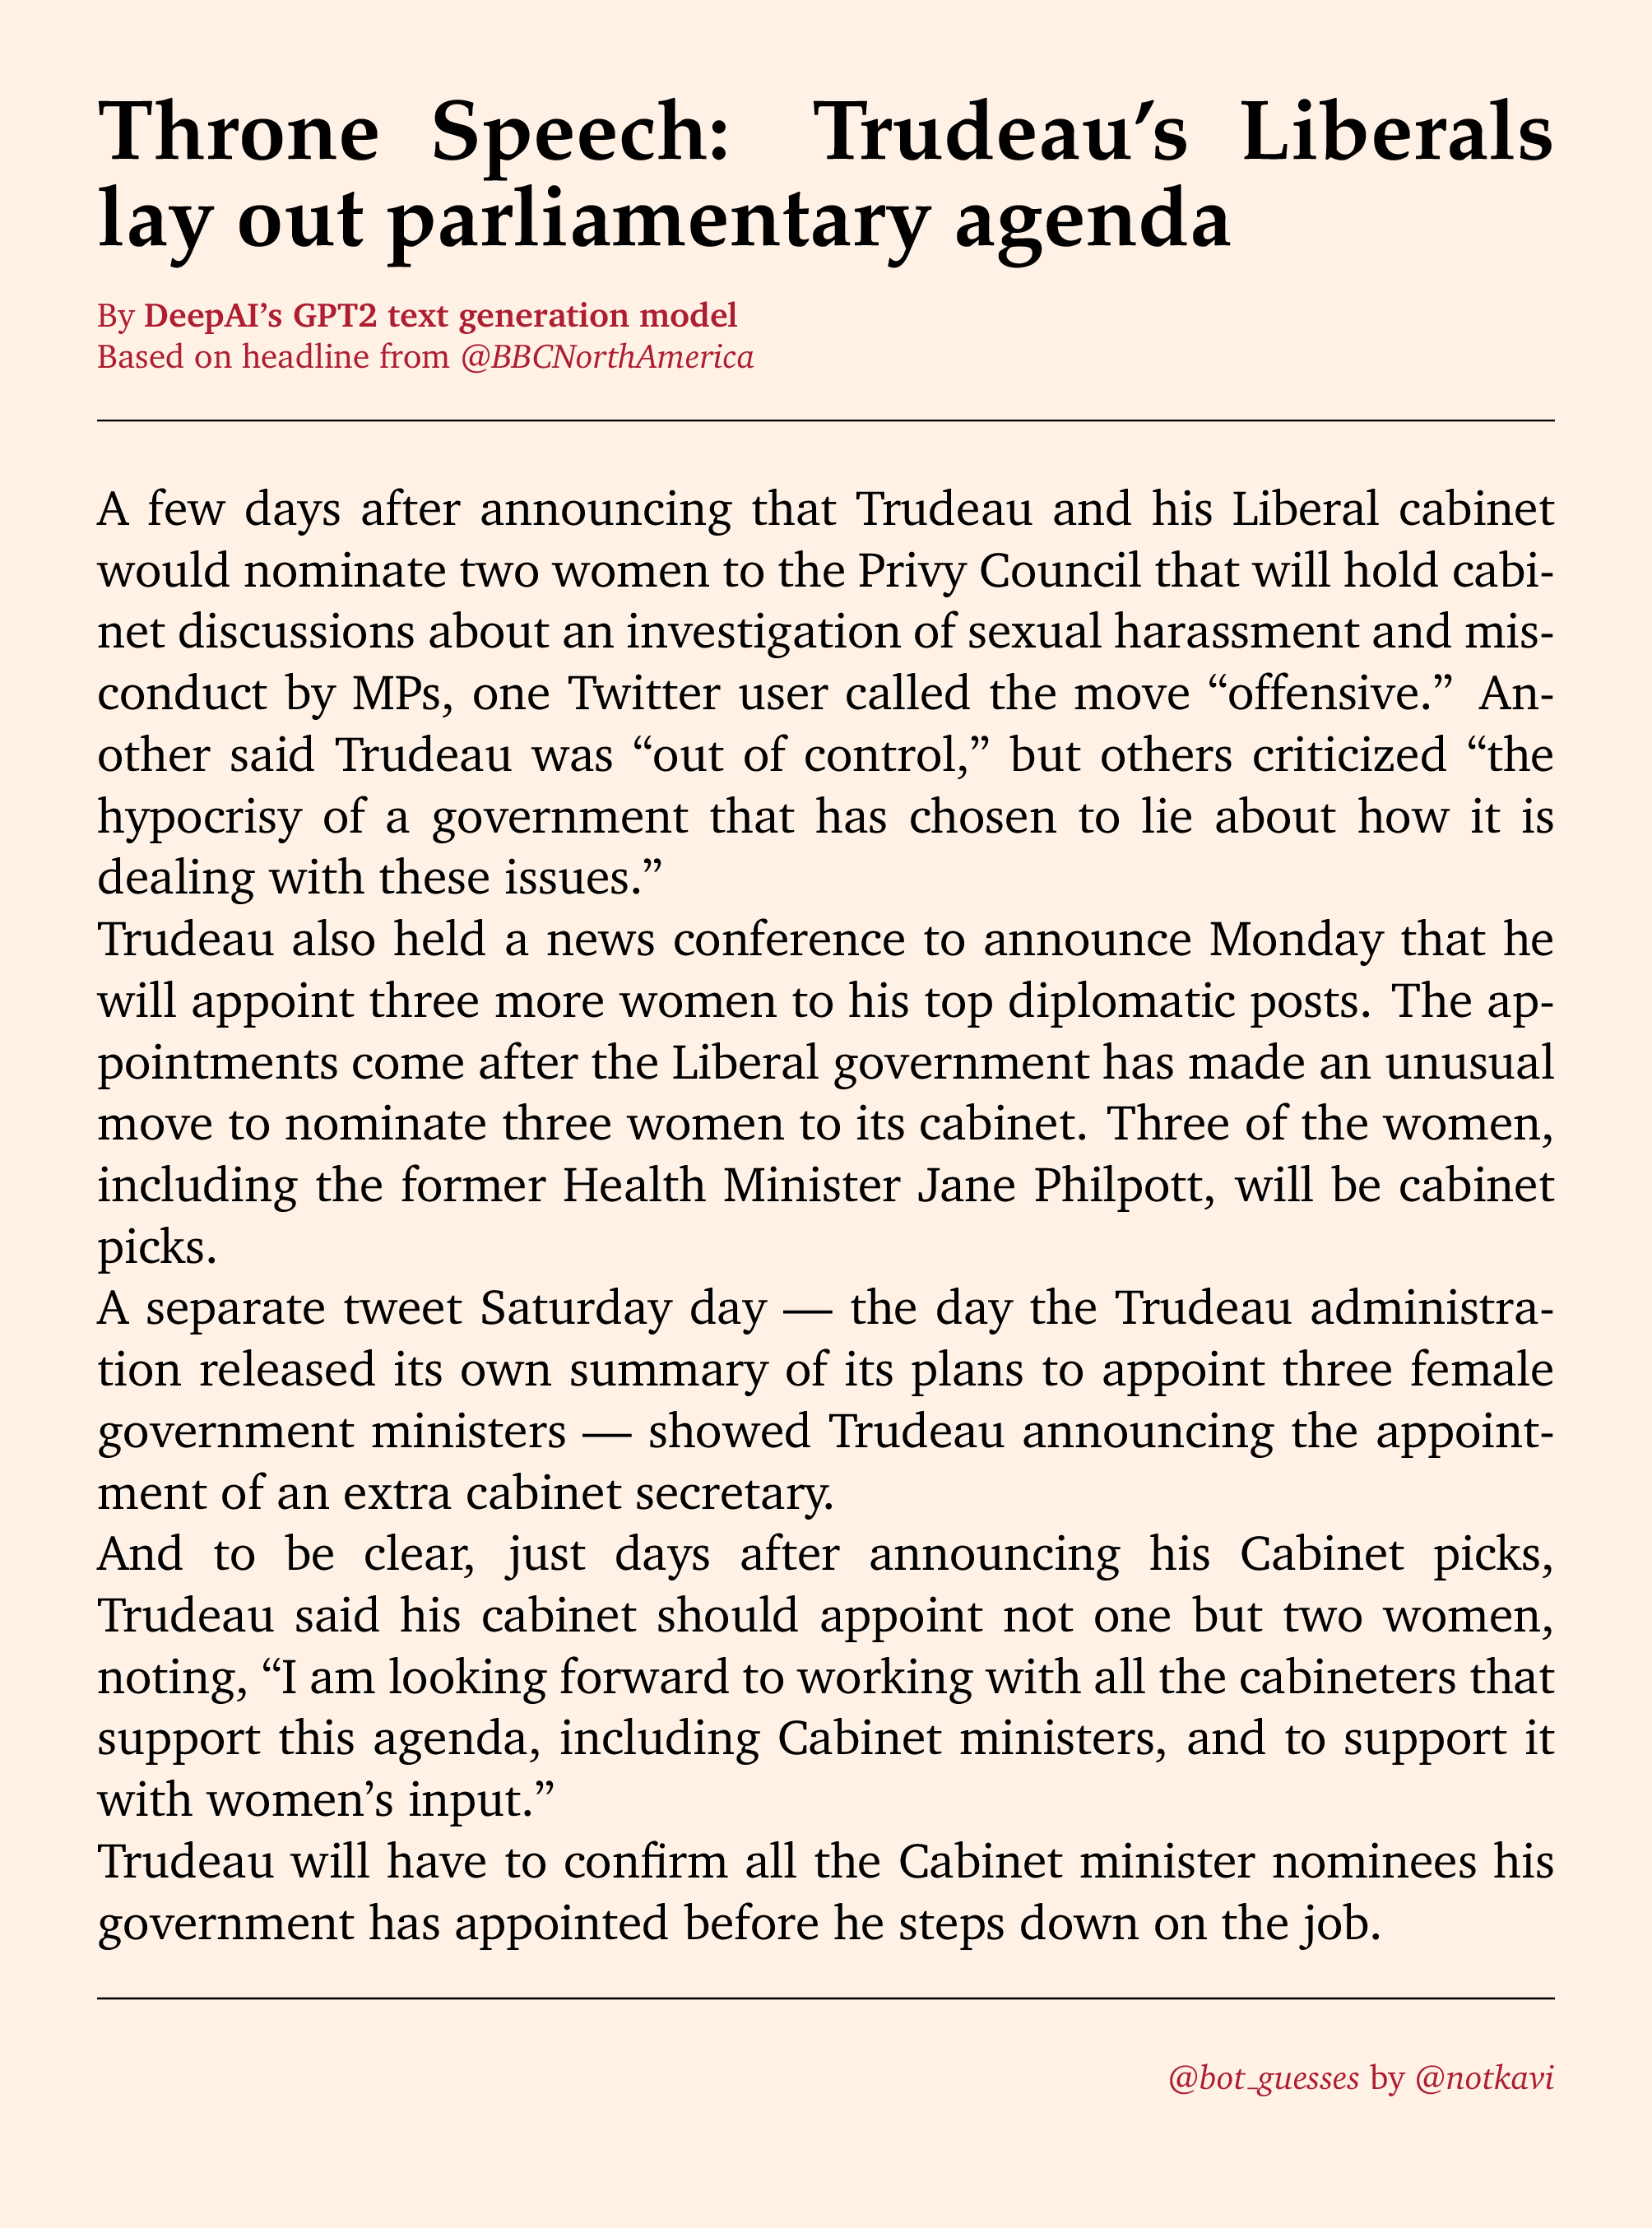 Throne Speech: Trudeau’s Liberals
lay out parliamentary agenda
By DeepAI’s GPT2 text generation model
Based on headline from @BBCNorthAmerica
A few days after announcing that Trudeau and his Liberal cabinet
would nominate two women to the Privy Council that will hold cabi-
net discussions about an investigation of sexual harassment and mis-
conduct by MPs, one Twitter user called the move “offensive.” An-
other said Trudeau was “out of control,” but others criticized “the
hypocrisy of a government that has chosen to lie about how it is
dealing with these issues.”
Trudeau also held a news conference to announce Monday that he
will appoint three more women to his top diplomatic posts. The ap-
pointments come after the Liberal government has made an unusual
move to nominate three women to its cabinet. Three of the women,
including the former Health Minister Jane Philpott, will be cabinet
picks.
A separate tweet Saturday day — the day the Trudeau administra-
tion released its own summary of its plans to appoint three female
government ministers — showed Trudeau announcing the appoint-
ment of an extra cabinet secretary.
And to be clear, just days after announcing his Cabinet picks,
Trudeau said his cabinet should appoint not one but two women,
noting, “I am looking forward to working with all the cabineters that
support this agenda, including Cabinet ministers, and to support it
with women’s input.”
Trudeau will have to confirm all the Cabinet minister nominees his
government has appointed before he steps down on the job.
@bot_guesses by @notkavi